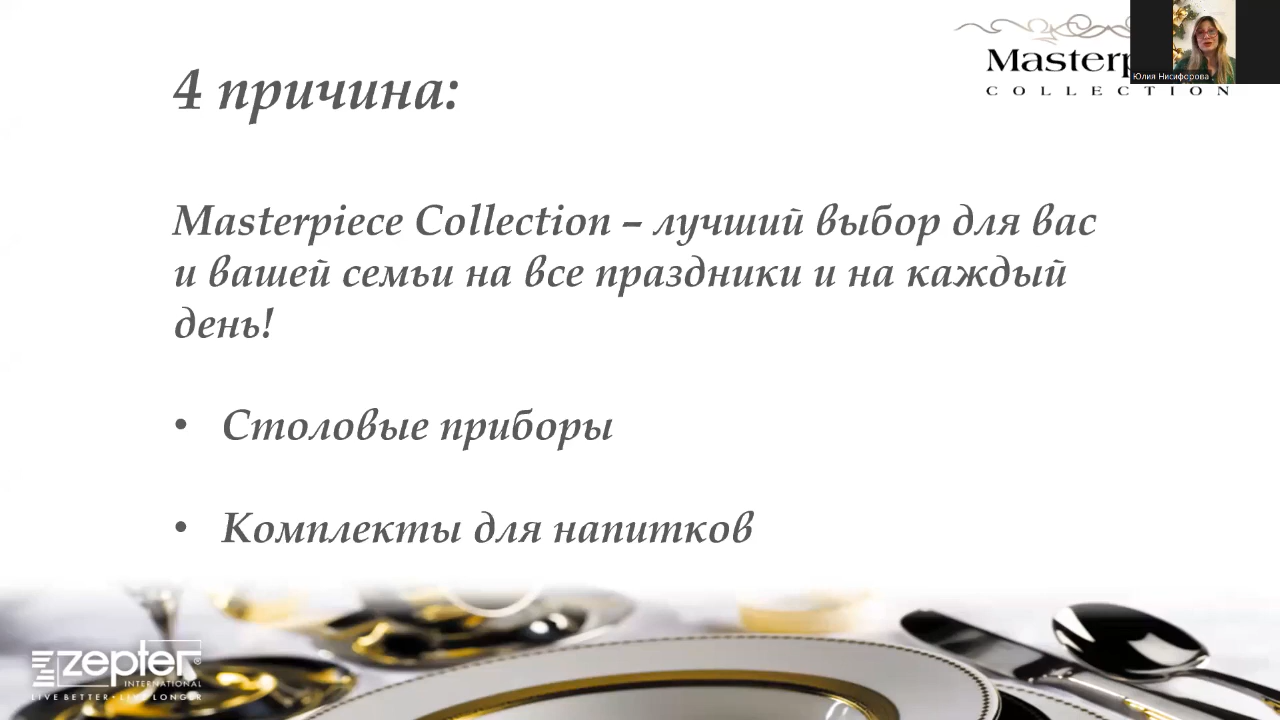 4 причина:
Masterp
COLLECTION
Юлия Нисифорова
Masterpiece Collection – лучший выбор для вас
и вашей семьи на все праздники и на каждый
день!
• Столовые приборы
• Комплекты для напитков
zepter
INTERNATIONAL
LIVE BETTER • LIVE LONGER